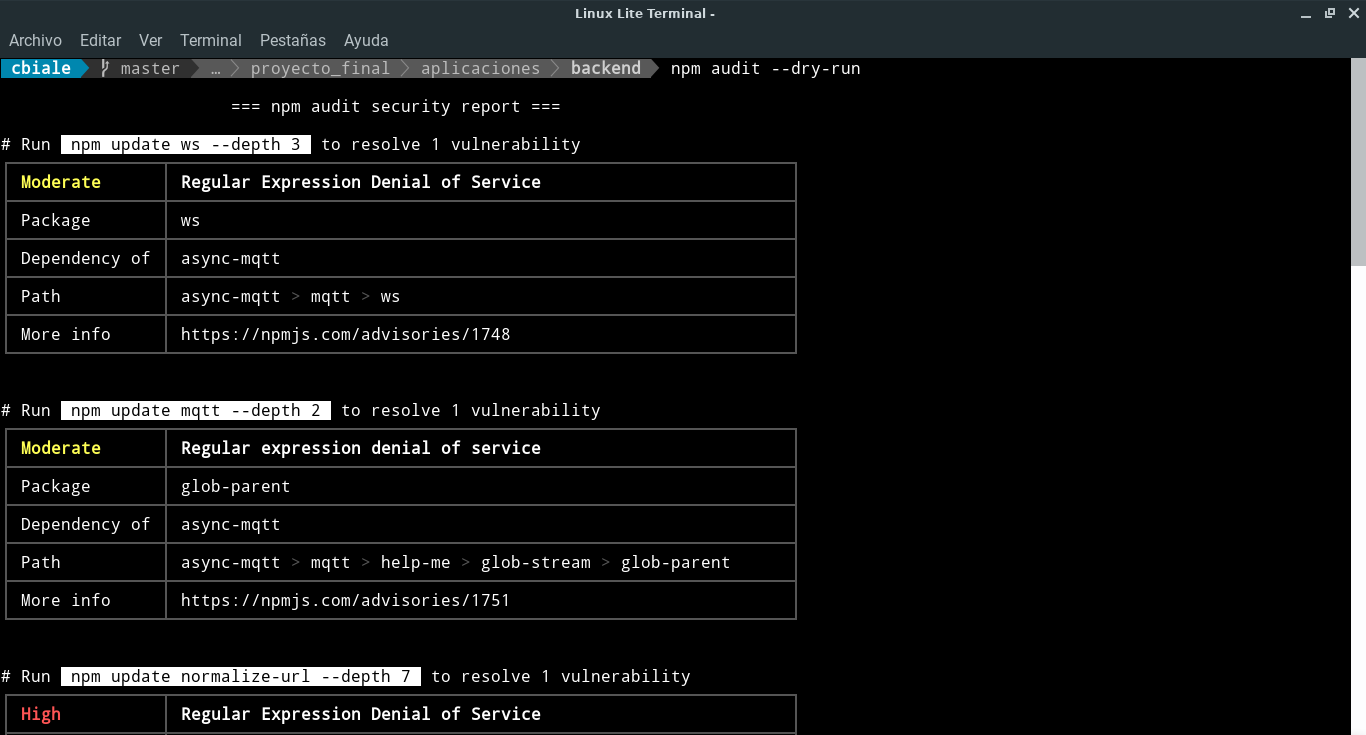 Linux Lite Terminal -
Archivo Editar Ver Terminal Pestañas Ayuda
cbiale master … proyecto_final aplicaciones backend npm audit --dry-run
=== npm audit security report ===
# Run npm update ws --depth 3 to resolve 1 vulnerability
Moderate Regular Expression Denial of Service
Package ws
Dependency of async-mqtt
Path async-mqtt > mqtt > ws
More info https://npmjs.com/advisories/1748
# Run npm update mqtt --depth 2 to resolve 1 vulnerability
Moderate Regular expression denial of service
Package glob-parent
Dependency of async-mqtt
Path async-mqtt > mqtt > help-me > glob-stream > glob-parent
More info https://npmjs.com/advisories/1751
# Run npm update normalize-url --depth 7 to resolve 1 vulnerability
High Regular Expression Denial of Service